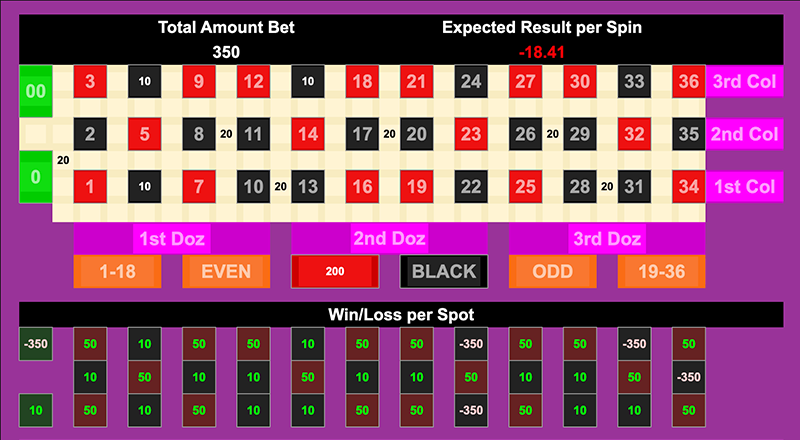 Total Amount Bet Expected Result per Spin
350 -18.41
00 3 10 9 12 10 18 21 24 27 30 33 36 3rd Col
2 5 8 20 11 14 17 20 20 23 26 20 29 32 35 2nd Col
20
0 1 10 7 10 20 13 16 19 22 25 28 20 31 34 1st Col
1st Doz 2nd Doz 3rd Doz
1-18 EVEN 200 BLACK ODD 19-36
Win/Loss per Spot
-350 50 10 50 50 10 50 50 -350 50 50 -350 50
10 50 10 10 50 10 10 50 10 10 50 -350
10 50 10 50 10 10 50 50 -350 50 10 10 50